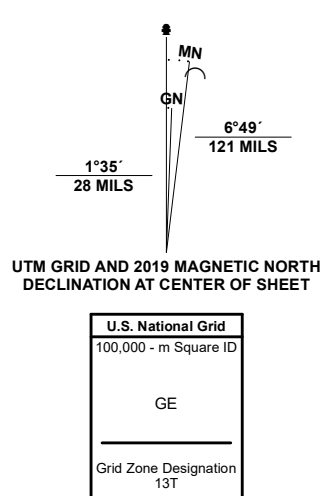 MN
GN
6°49´
121 MILS
1°35´
28 MILS
UTM GRID AND 2019 MAGNETIC NORTH
DECLINATION AT CENTER OF SHEET
U.S. National Grid
100,000 - m Square ID
GE
Grid Zone Designation
13T